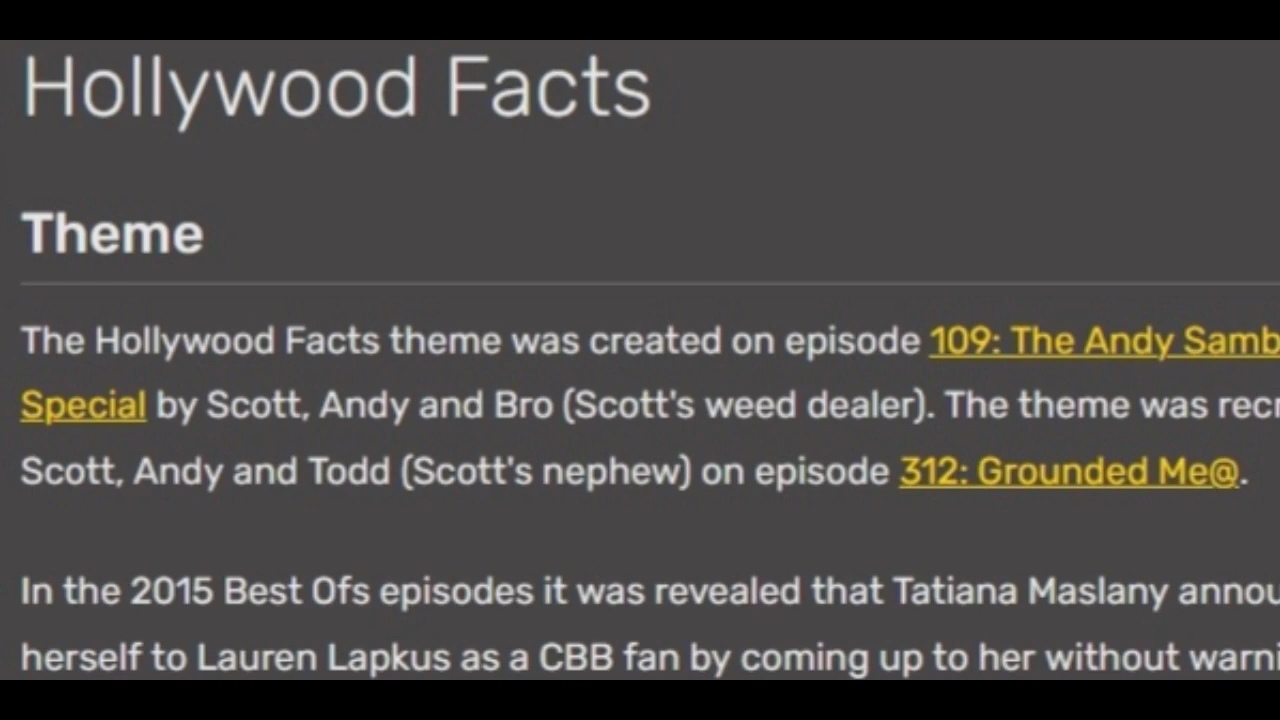 Hollywood Facts
Theme
The Hollywood Facts theme was created on episode 109: The Andy Samb
Special by Scott, Andy and Bro (Scott's weed dealer). The theme was recr
Scott, Andy and Todd (Scott's nephew) on episode 312: Grounded Me@.
In the 2015 Best Ofs episodes it was revealed that Tatiana Maslany annou
herself to Lauren Lapkus as a CBB fan by coming up to her without warni